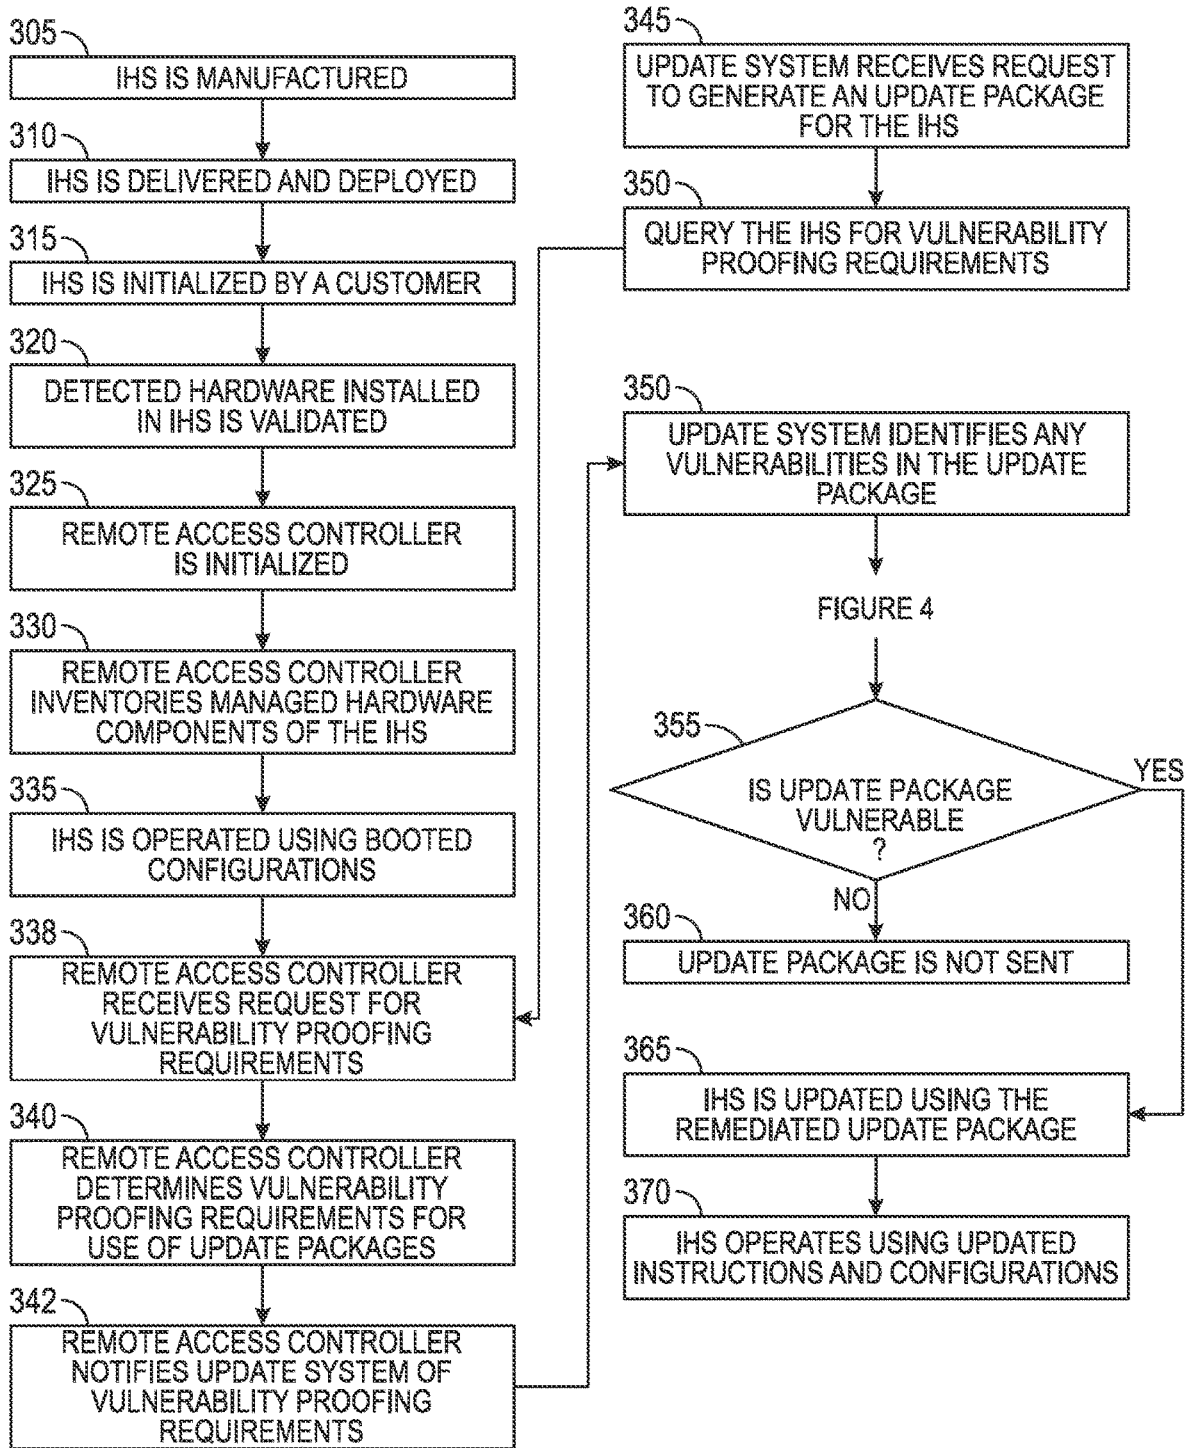 305
IHS IS MANUFACTURED
310
IHS IS DELIVERED AND DEPLOYED
315
IHS IS INITIALIZED BY A CUSTOMER
320
DETECTED HARDWARE INSTALLED
IN IHS IS VALIDATED
325
REMOTE ACCESS CONTROLLER
IS INITIALIZED
330
REMOTE ACCESS CONTROLLER
INVENTORIES MANAGED HARDWARE
COMPONENTS OF THE IHS
335
IHS IS OPERATED USING BOOTED
CONFIGURATIONS
338
REMOTE ACCESS CONTROLLER
RECEIVES REQUEST FOR
VULNERABILITY PROOFING
REQUIREMENTS
340
REMOTE ACCESS CONTROLLER
DETERMINES VULNERABILITY
PROOFING REQUIREMENTS FOR
USE OF UPDATE PACKAGES
342
REMOTE ACCESS CONTROLLER
NOTIFIES UPDATE SYSTEM OF
VULNERABILITY PROOFING
REQUIREMENTS
345
UPDATE SYSTEM RECEIVES REQUEST
TO GENERATE AN UPDATE PACKAGE
FOR THE IHS
350
QUERY THE IHS FOR VULNERABILITY
PROOFING REQUIREMENTS
350
UPDATE SYSTEM IDENTIFIES ANY
VULNERABILITIES IN THE UPDATE
PACKAGE
FIGURE 4
355
IS UPDATE PACKAGE
VULNERABLE
?
YES
NO
360
UPDATE PACKAGE IS NOT SENT
365
IHS IS UPDATED USING THE
REMEDIATED UPDATE PACKAGE
370
IHS OPERATES USING UPDATED
INSTRUCTIONS AND CONFIGURATIONS